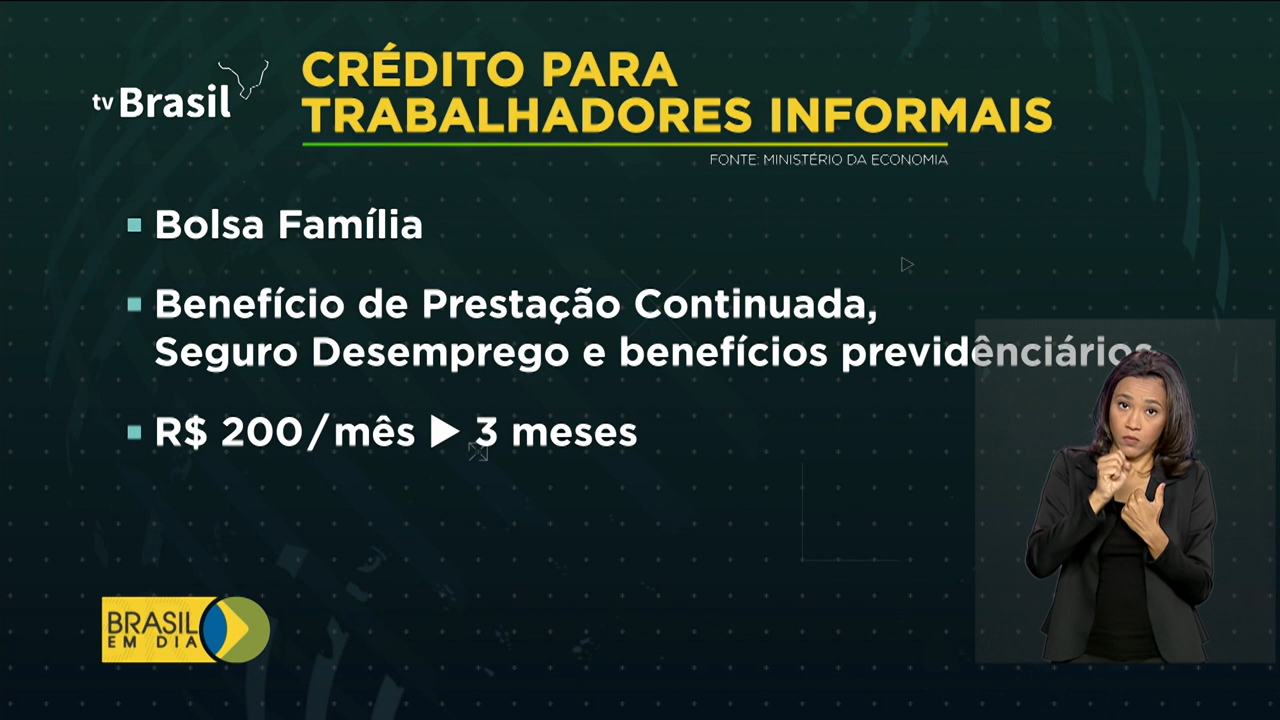 tv Brasil
CRÉDITO PARA
TRABALHADORES INFORMAIS
FONTE: MINISTÉRIO DA ECONOMIA
Bolsa Família
Benefício de Prestação Continuada,
Seguro Desemprego e benefícios previdênciários
R$ 200/mês ▶ 3 meses
BRASIL
EM DIA